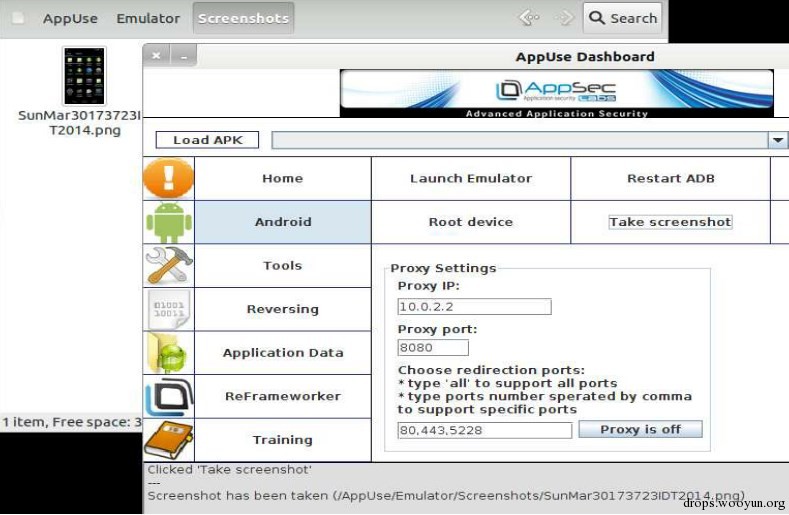 AppUse Emulator Screenshots Search
SunMar30173723I
T2014.png
1 item, Free space: 3
AppUse Dashboard
AppSec
Application security LABS
Advanced Application Security
Load APK
Home Launch Emulator Restart ADB
Android Root device Take screenshot
Tools
Reversing
Application Data
ReFrameworker
Training
01001
10011
Proxy Settings
Proxy IP:
10.0.2.2
Proxy port:
8080
Choose redirection ports:
* type 'all' to support all ports
* type ports number sperated by comma
to support specific ports
80,443,5228 Proxy is off
Clicked 'Take screenshot'
---
Screenshot has been taken (/AppUse/Emulator/Screenshots/SunMar30173723IDT2014.png)
drops.wooyun.org